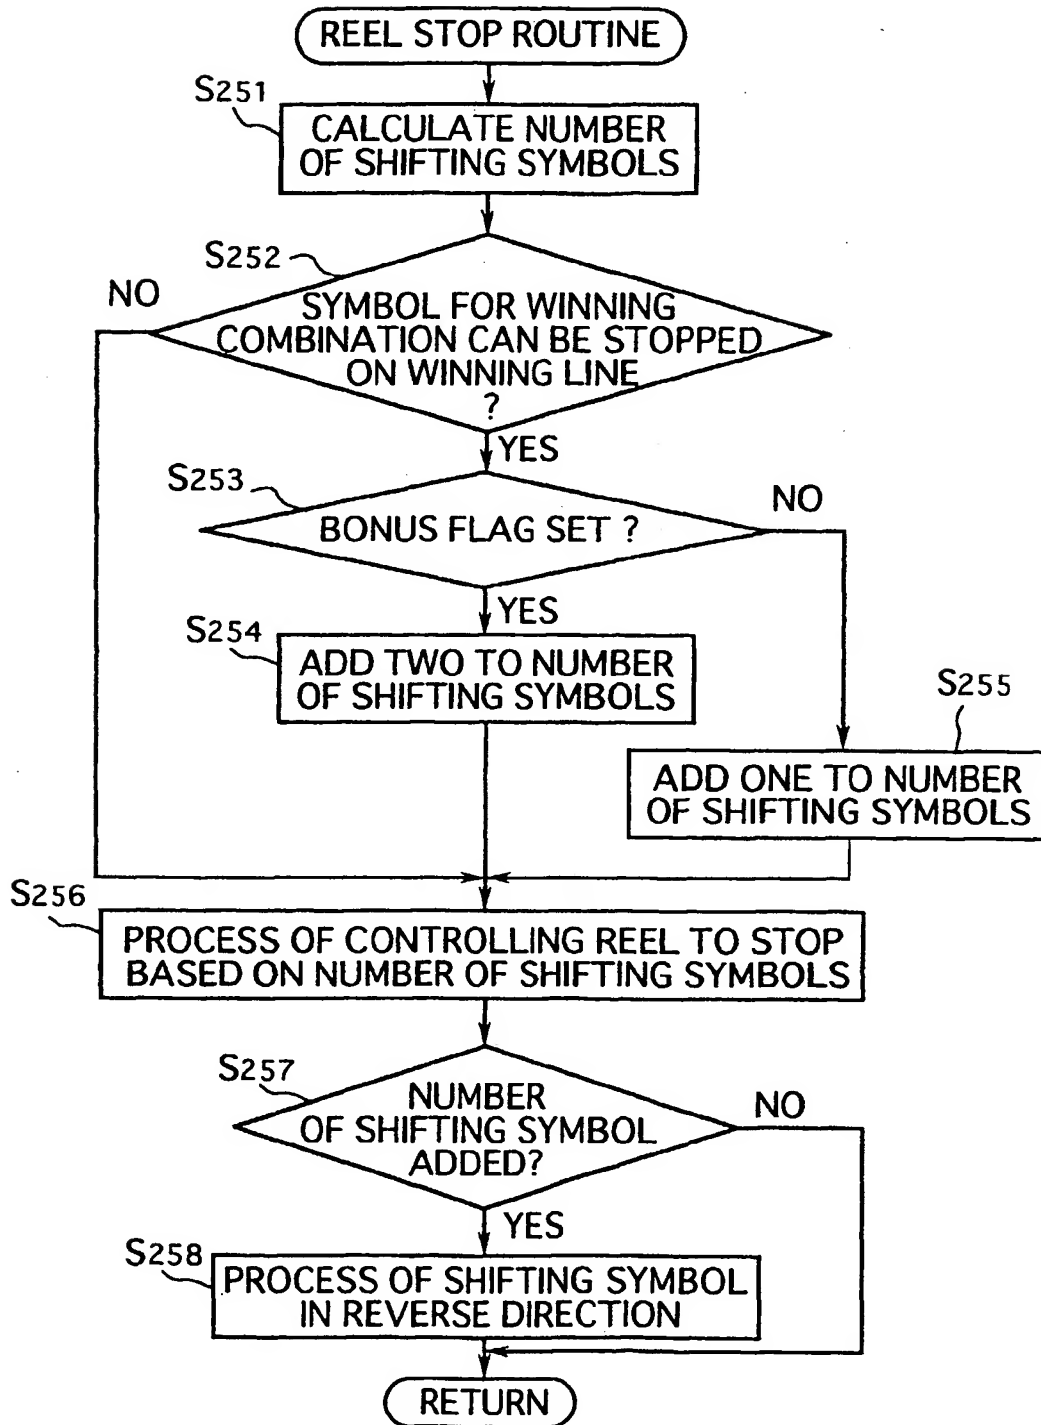 REEL STOP ROUTINE
S251
CALCULATE NUMBER
OF SHIFTING SYMBOLS
S252
NO
SYMBOL FOR WINNING
COMBINATION CAN BE STOPPED
ON WINNING LINE
?
YES
S253
NO
BONUS FLAG SET ?
YES
S254
ADD TWO TO NUMBER
OF SHIFTING SYMBOLS
S255
ADD ONE TO NUMBER
OF SHIFTING SYMBOLS
S256
PROCESS OF CONTROLLING REEL TO STOP
BASED ON NUMBER OF SHIFTING SYMBOLS
S257
NUMBER
OF SHIFTING SYMBOL
ADDED?
NO
YES
S258
PROCESS OF SHIFTING SYMBOL
IN REVERSE DIRECTION
RETURN